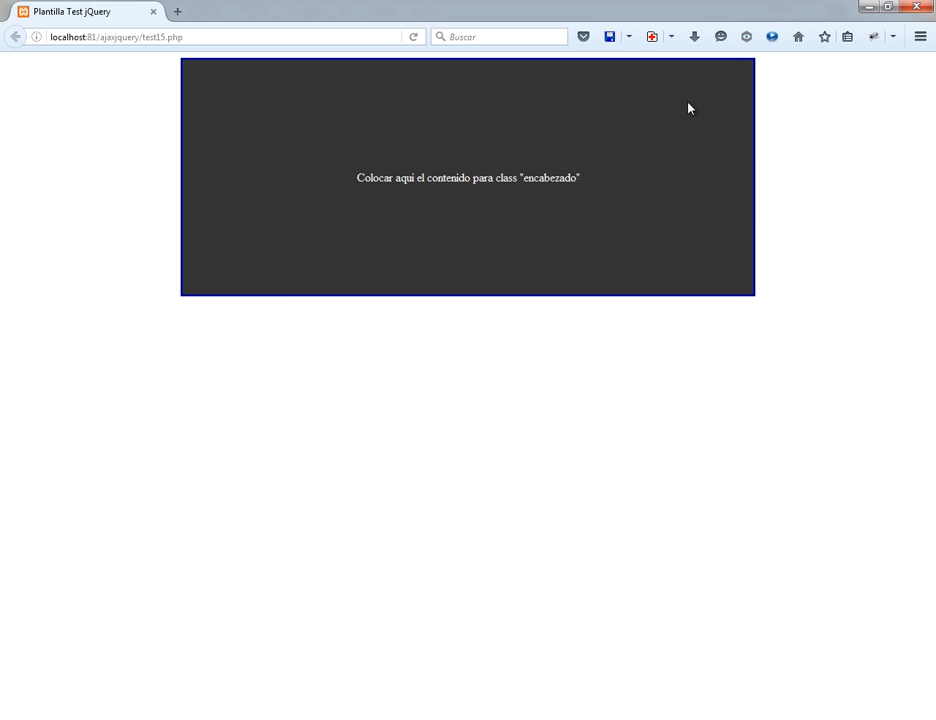 Plantilla Test jQuery
localhost:81/ajaxjquery/test15.php
Buscar
Colocar aqui el contenido para class "encabezado"